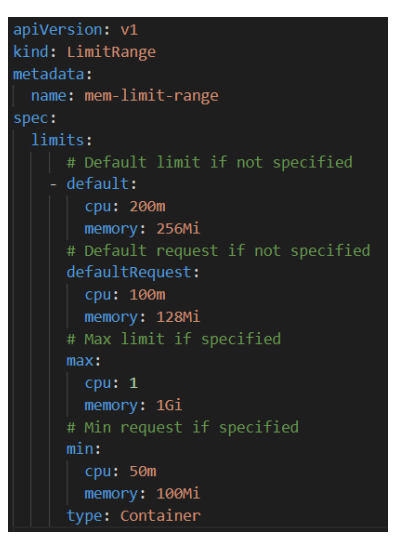 apiVersion: v1
kind: LimitRange
metadata:
  name: mem-limit-range
spec:
  limits:
      # Default limit if not specified
    - default:
        cpu: 200m
        memory: 256Mi
      # Default request if not specified
      defaultRequest:
        cpu: 100m
        memory: 128Mi
      # Max limit if specified
      max:
        cpu: 1
        memory: 1Gi
      # Min request if specified
      min:
        cpu: 50m
        memory: 100Mi
      type: Container